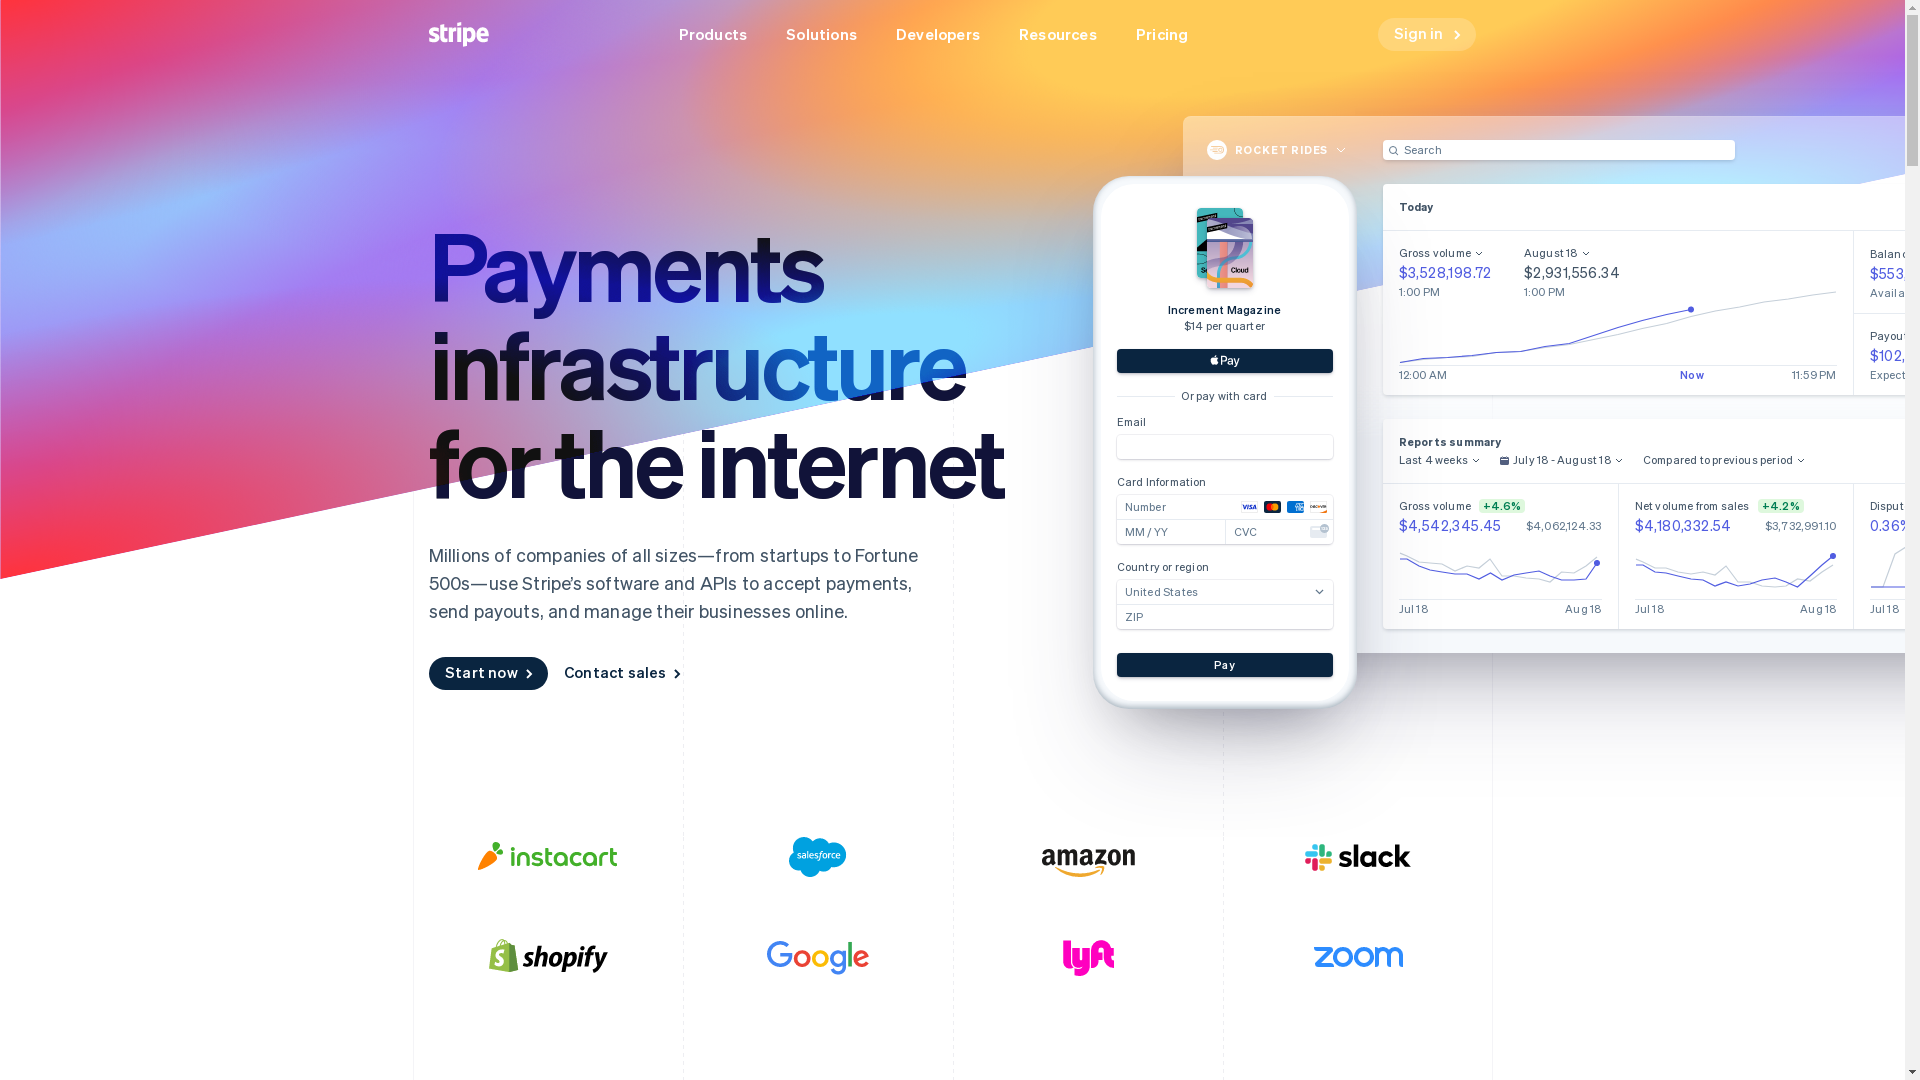 stripe
Products Solutions Developers Resources Pricing
Sign in
Payments
infrastructure
for the internet
Millions of companies of all sizes—from startups to Fortune
500s—use Stripe’s software and APIs to accept payments,
send payouts, and manage their businesses online.
Start now Contact sales
ROCKET RIDES
Search
Cloud
Increment Magazine
$14 per quarter
Pay
Or pay with card
Email
Card Information
Number VISA
MM / YY CVC
Country or region
United States
ZIP
Pay
Today
Gross volume August 18
$3,528,198.72 $2,931,556.34
1:00 PM 1:00 PM
12:00 AM Now 11:59 PM
$553
$102,
Reports summary
Last 4 weeks July 18 - August 18 Compared to previous period
Gross volume +4.6%
$4,542,345.45 $4,062,124.33
Jul 18 Aug 18
Net volume from sales +4.2%
$4,180,332.54 $3,732,991.10
Jul 18 Aug 18
0.36%
Jul 18
instacart salesforce amazon slack
shopify Google lyft zoom